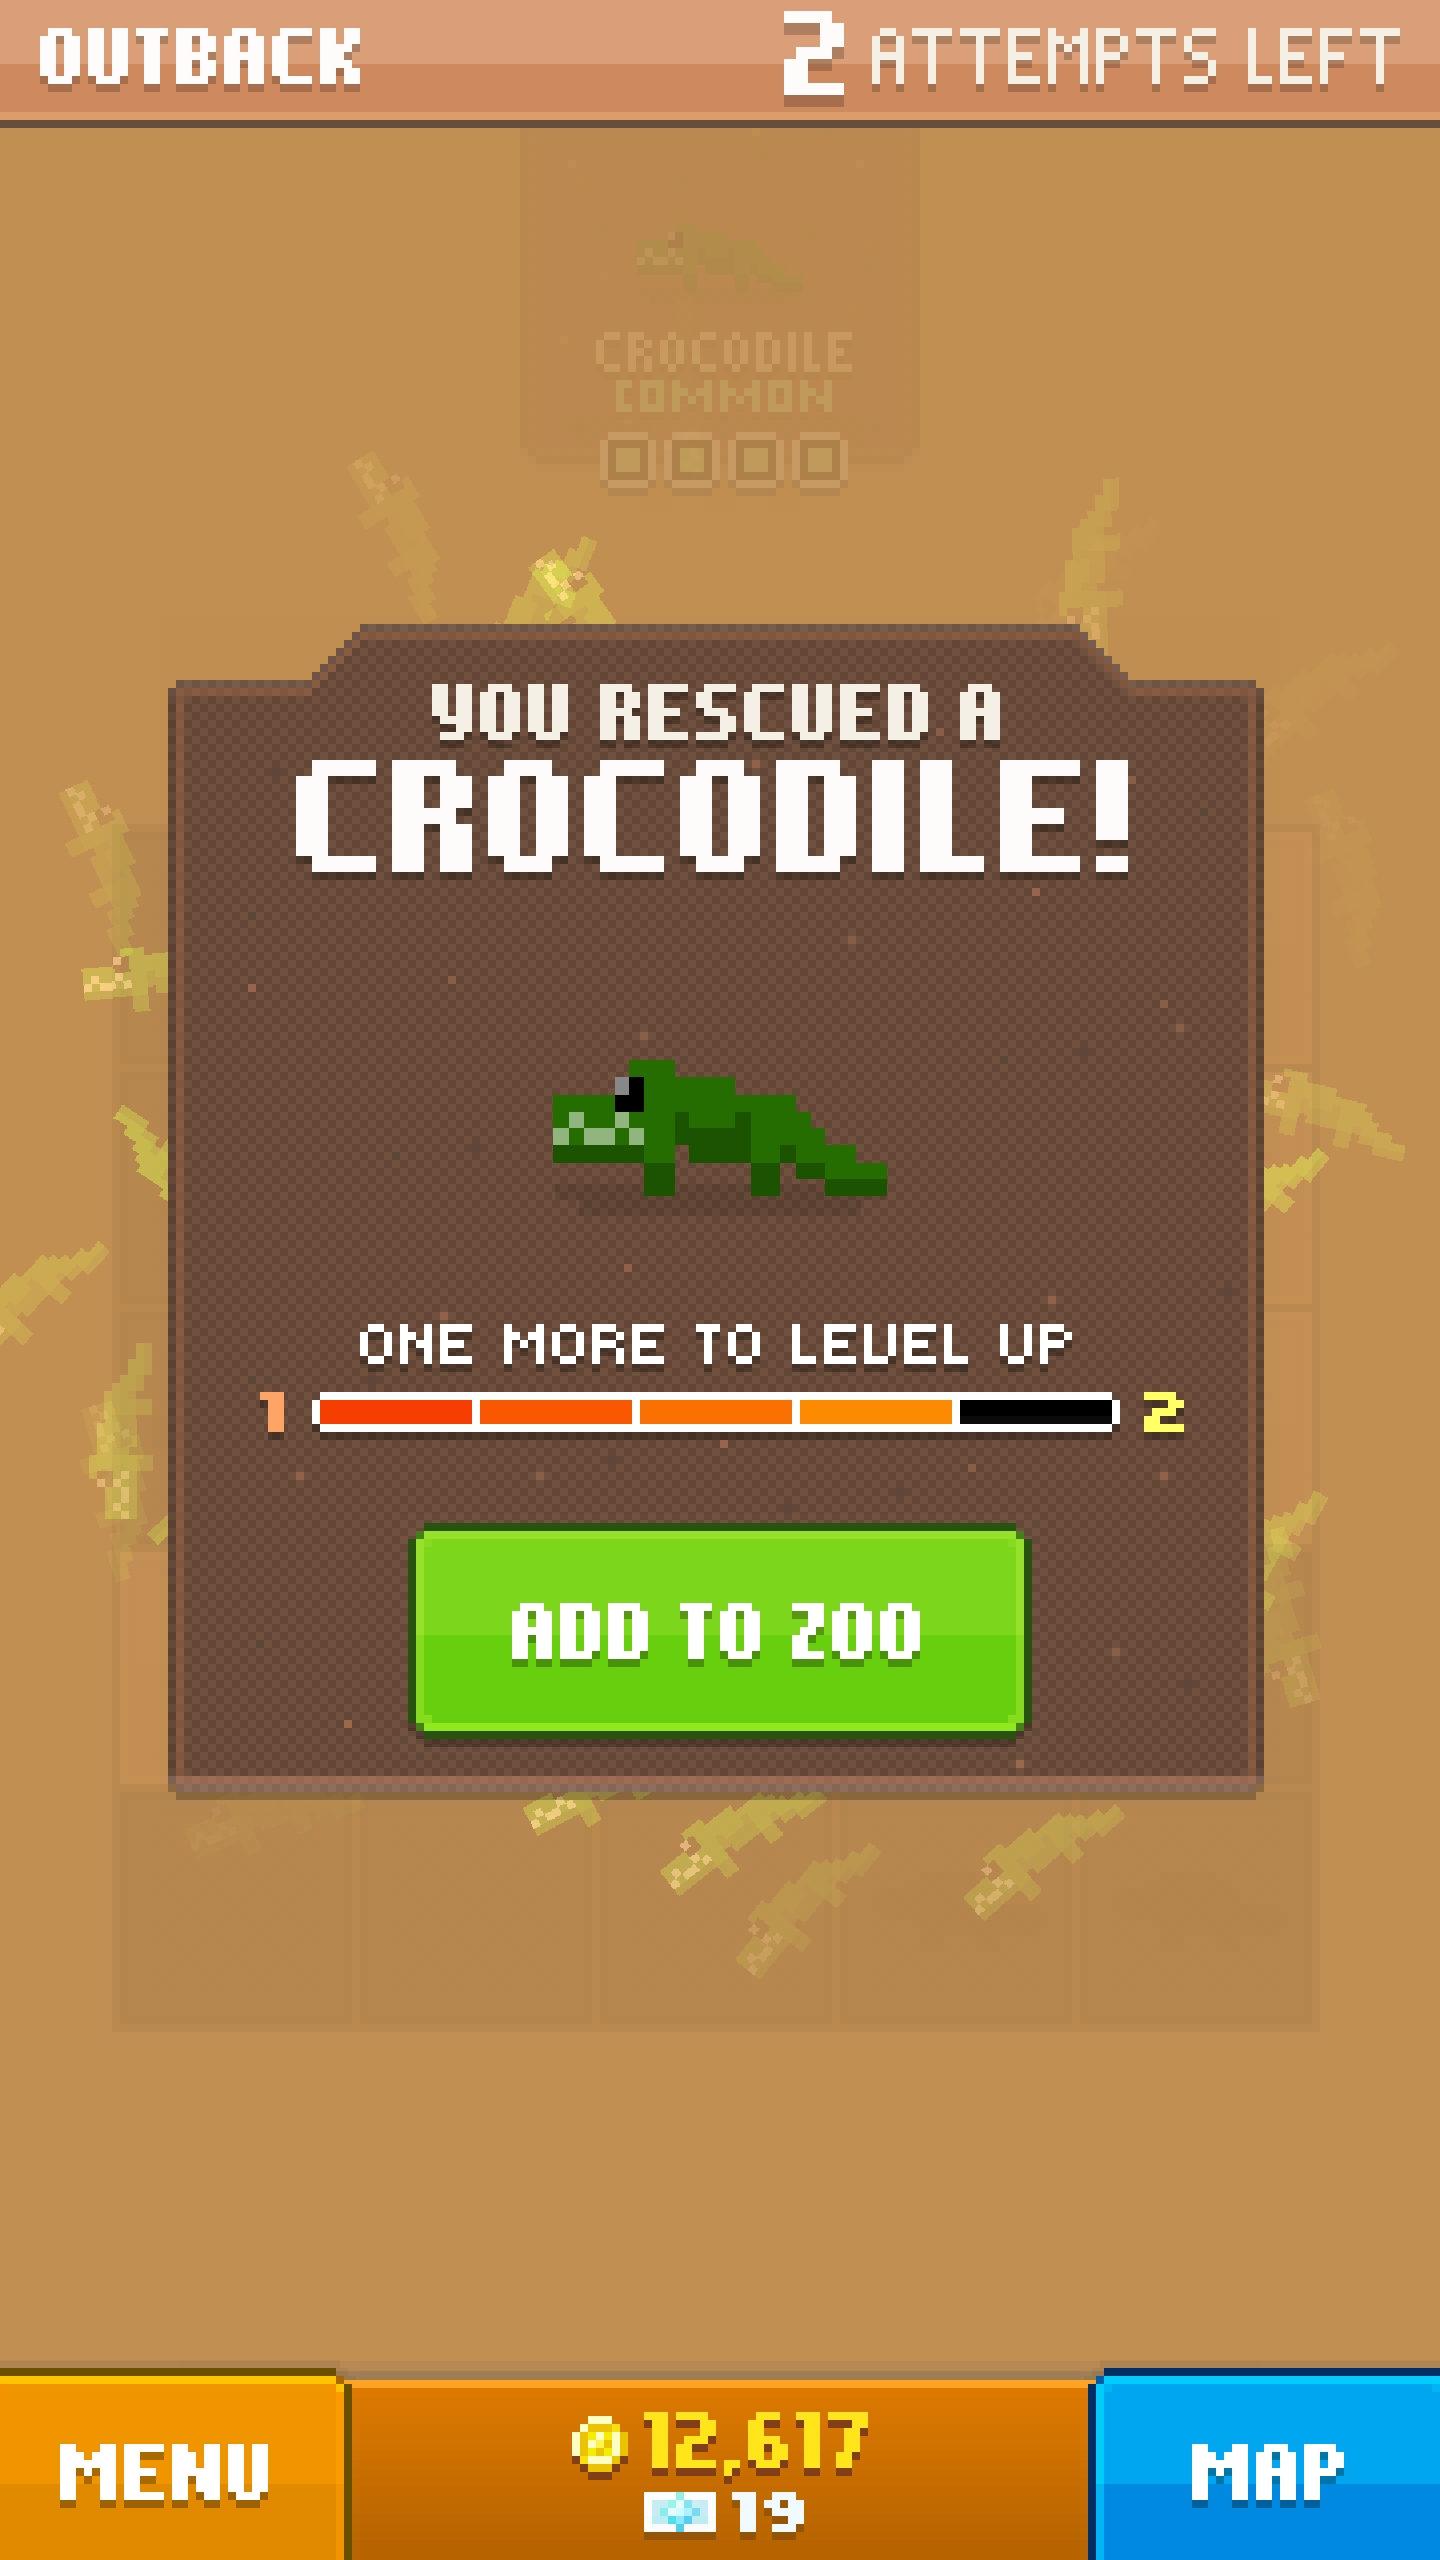 OUTBACK
2 ATTEMPTS LEFT
CROCODILE
COMMON
YOU RESCUED A
CROCODILE!
ONE MORE TO LEVEL UP
1 2
ADD TO ZOO
MENU
12,617
19
MAP